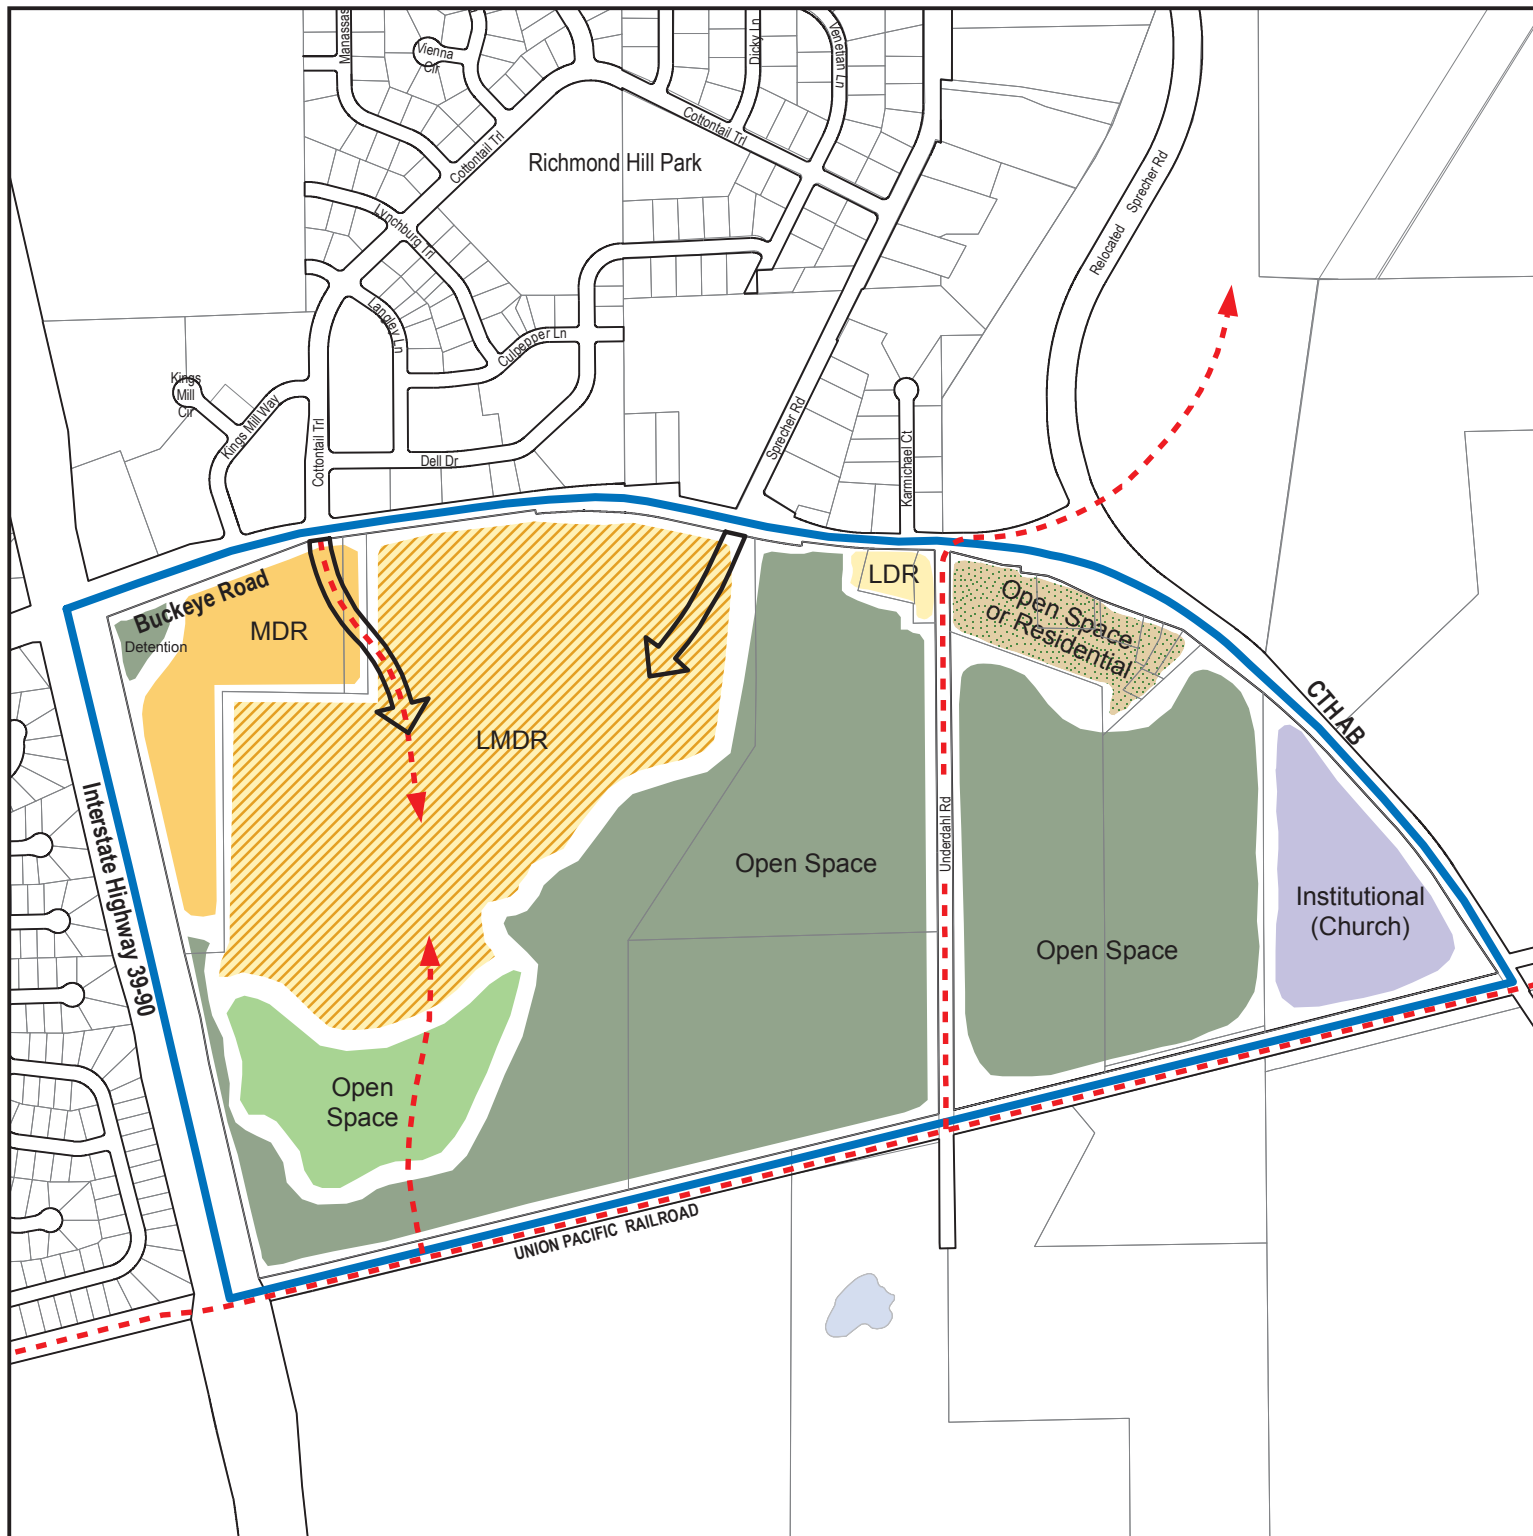 Manassas
Vienna
Cir
Dicky Ln
Venetian Ln
Cottontail Trl
Cottontail Trl
Richmond Hill Park
Relocated Sprecher Rd
Lynchburg Trl
Langley Ln
Culpepper Ln
Kings
Mill
Cir
Kings Mill Way
Cottontail Trl
Dell Dr
Sprecher Rd
Karmichael Ct
Buckeye Road
Detention
MDR
LMDR
LDR
Open Space
or Residential
CTH AB
Interstate Highway 39-90
Underdahl Rd
Open Space
Open Space
Institutional
(Church)
Open
Space
UNION PACIFIC RAILROAD